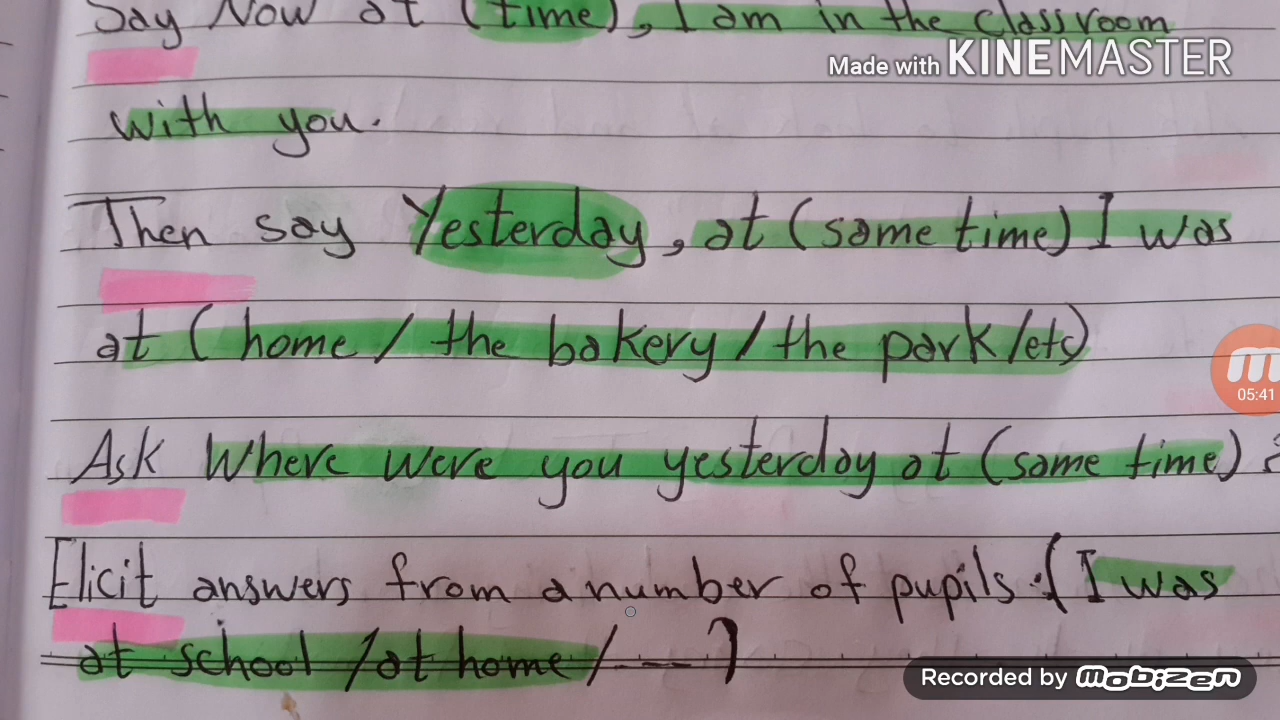 Say Now at (time), I am in the classroom
Made with KINEMASTER
with you.
Then say Yesterday, at (same time) I was
at (home / the bakery / the park/etc)
05:41
Ask Where were you yesterday at (same time) ?
Elicit answers from a number of pupils :( I was
at school /at home/---)
Recorded by mobizen